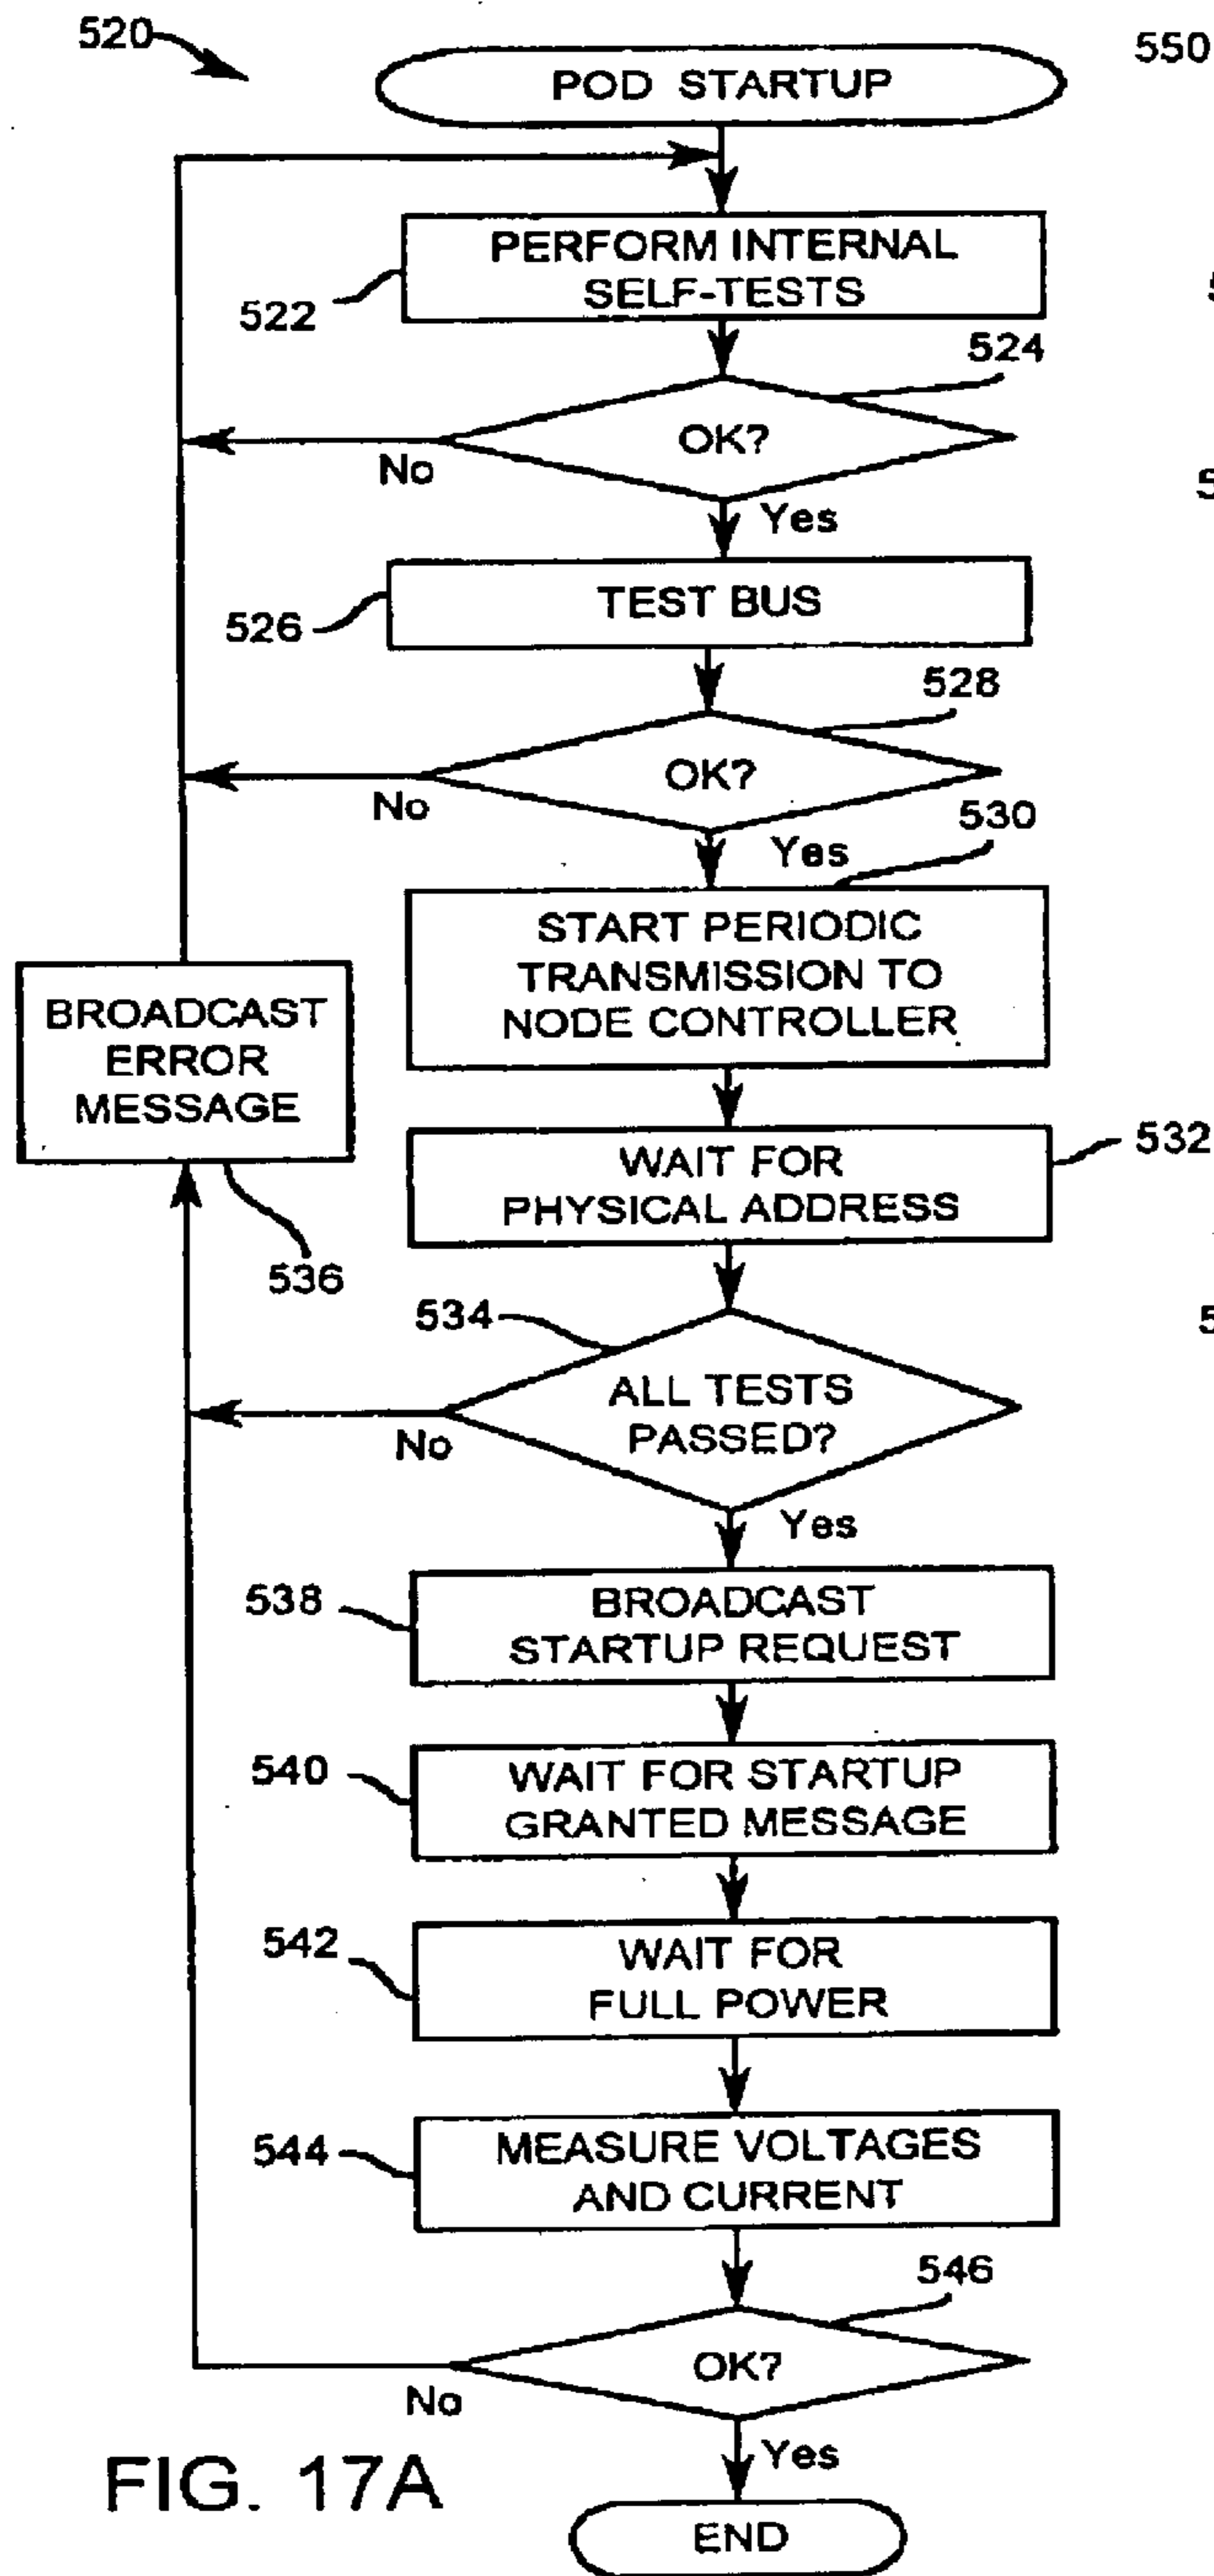 520
POD STARTUP
550
PERFORM INTERNAL
SELF-TESTS
522
5
524
OK?
No
Yes
5
TEST BUS
526
528
OK?
No
Yes
530
START PERIODIC
TRANSMISSION TO
NODE CONTROLLER
BROADCAST
ERROR
MESSAGE
536
WAIT FOR
PHYSICAL ADDRESS
532
534
5
ALL TESTS
PASSED?
No
Yes
538
BROADCAST
STARTUP REQUEST
540
WAIT FOR STARTUP
GRANTED MESSAGE
542
WAIT FOR
FULL POWER
544
MEASURE VOLTAGES
AND CURRENT
546
OK?
No
Yes
FIG. 17A
END